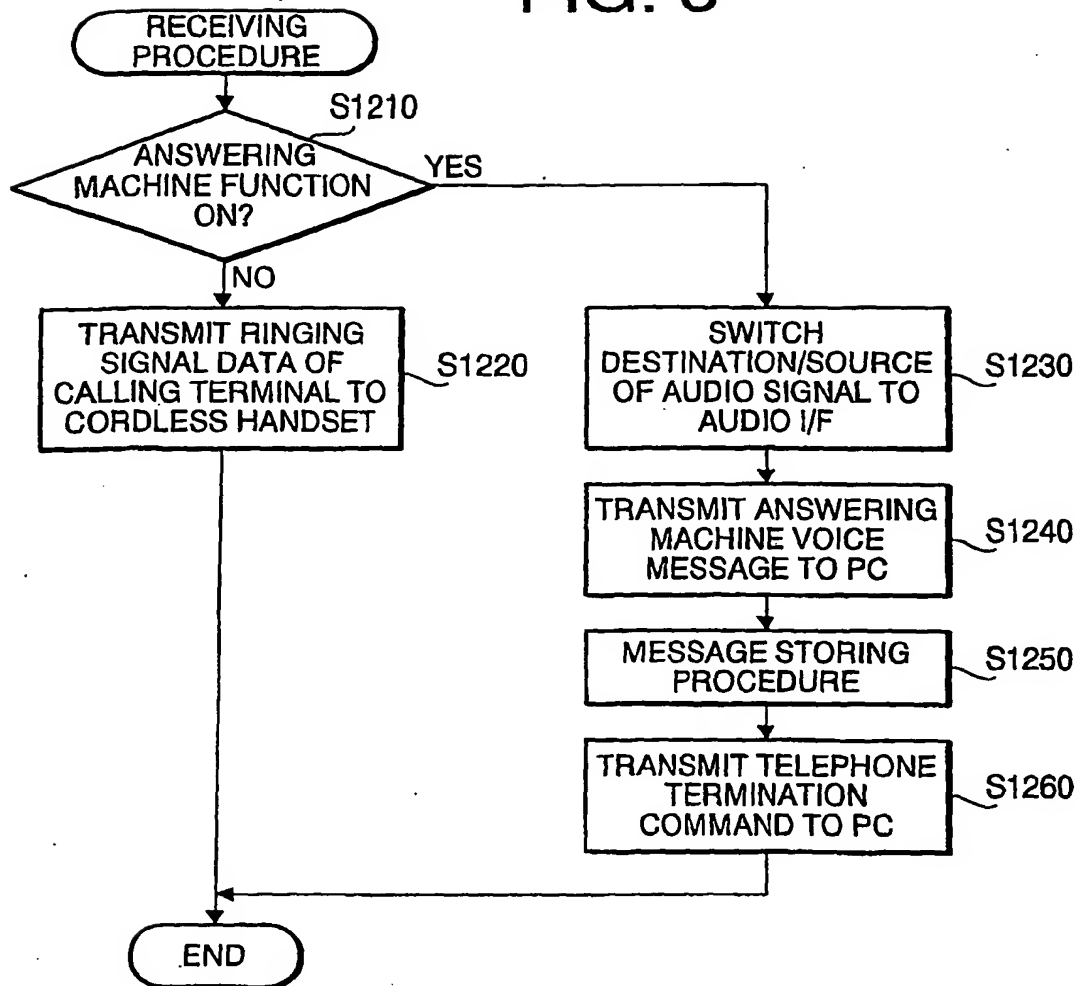 FIG.
RECEIVING
PROCEDURE
S1210
ANSWERING
MACHINE FUNCTION
ON?
YES
NO
TRANSMIT RINGING
SIGNAL DATA OF
CALLING TERMINAL TO
CORDLESS HANDSET
S1220
SWITCH
DESTINATION/SOURCE
OF AUDIO SIGNAL TO
AUDIO I/F
S1230
TRANSMIT ANSWERING
MACHINE VOICE
MESSAGE TO PC
S1240
MESSAGE STORING
PROCEDURE
S1250
TRANSMIT TELEPHONE
TERMINATION
COMMAND TO PC
S1260
END